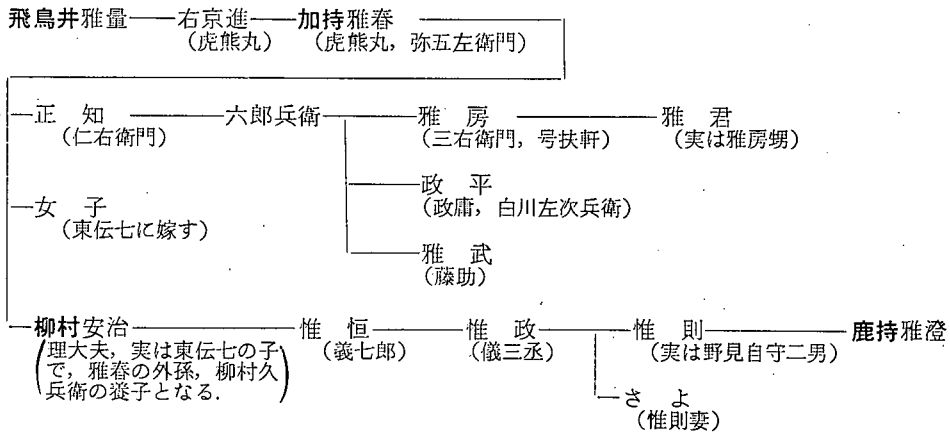 飛鳥井雅量 右京進 加持雅春
(虎熊丸) (虎熊丸, 弥五左衛門)
正知 六郎兵衛 雅房 雅君
(仁右衛門) (三右衛門, 号扶軒) (実は雅房甥)
政平
女子 (政庸, 白川左次兵衛)
(東伝七に嫁す)
雅武
(藤助)
柳村安治 惟恒 惟政 惟則 鹿持雅澄
(理大夫, 実は東伝七の子で, 雅春の外孫, 柳村久兵衛の養子となる.) (義七郎) (儀三丞) (実は野見自守二男)
さよ
(惟則妻)